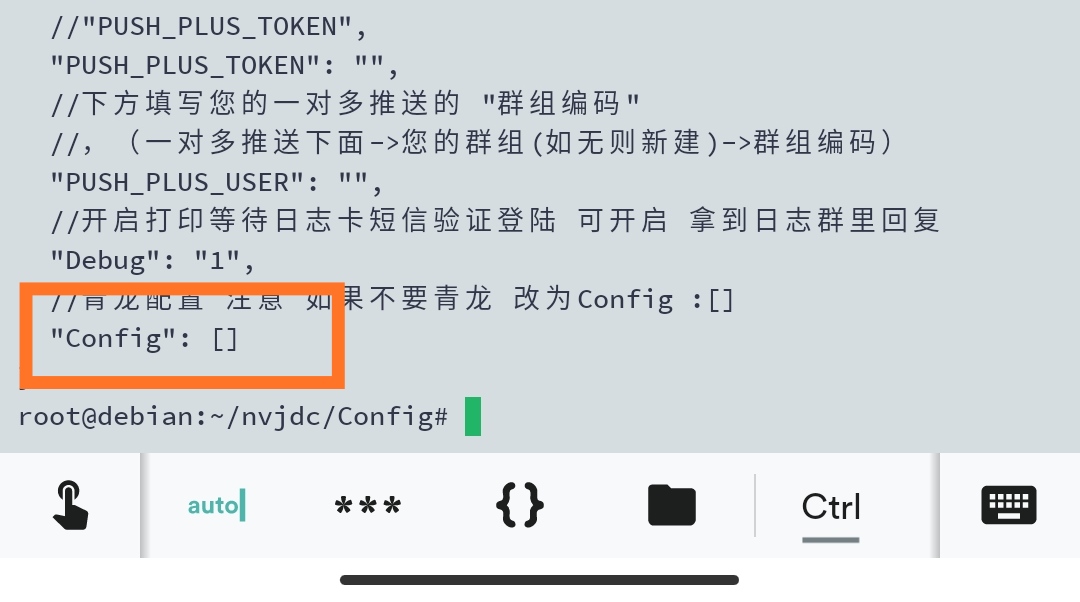 //"PUSH_PLUS_TOKEN",
"PUSH_PLUS_TOKEN": "",
//下方填写您的一对多推送的 "群组编码"
//，（一对多推送下面->您的群组(如无则新建)->群组编码）
"PUSH_PLUS_USER": "",
//开启打印等待日志卡短信验证登陆 可开启 拿到日志群里回复
"Debug": "1",
//青龙配置 注意 如果不要青龙 改为Config :[]
"Config": []
root@debian:~/nvjdc/Config#
auto
***
{}
Ctrl